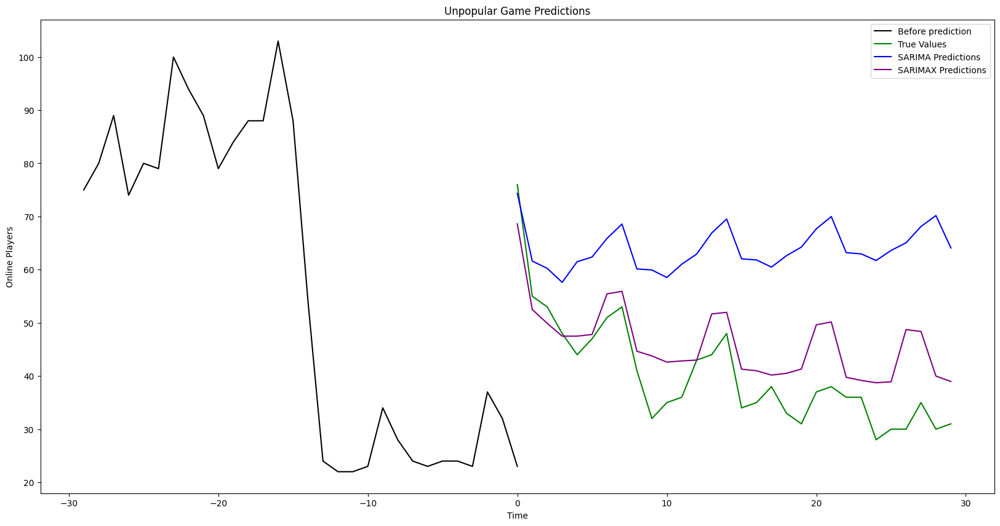 Unpopular Game Predictions
Before prediction
True Values
SARIMA Predictions
SARIMAX Predictions
Online Players
100
90
80
70
60
50
40
30
20
−30
−20
−10
0
10
20
30
Time